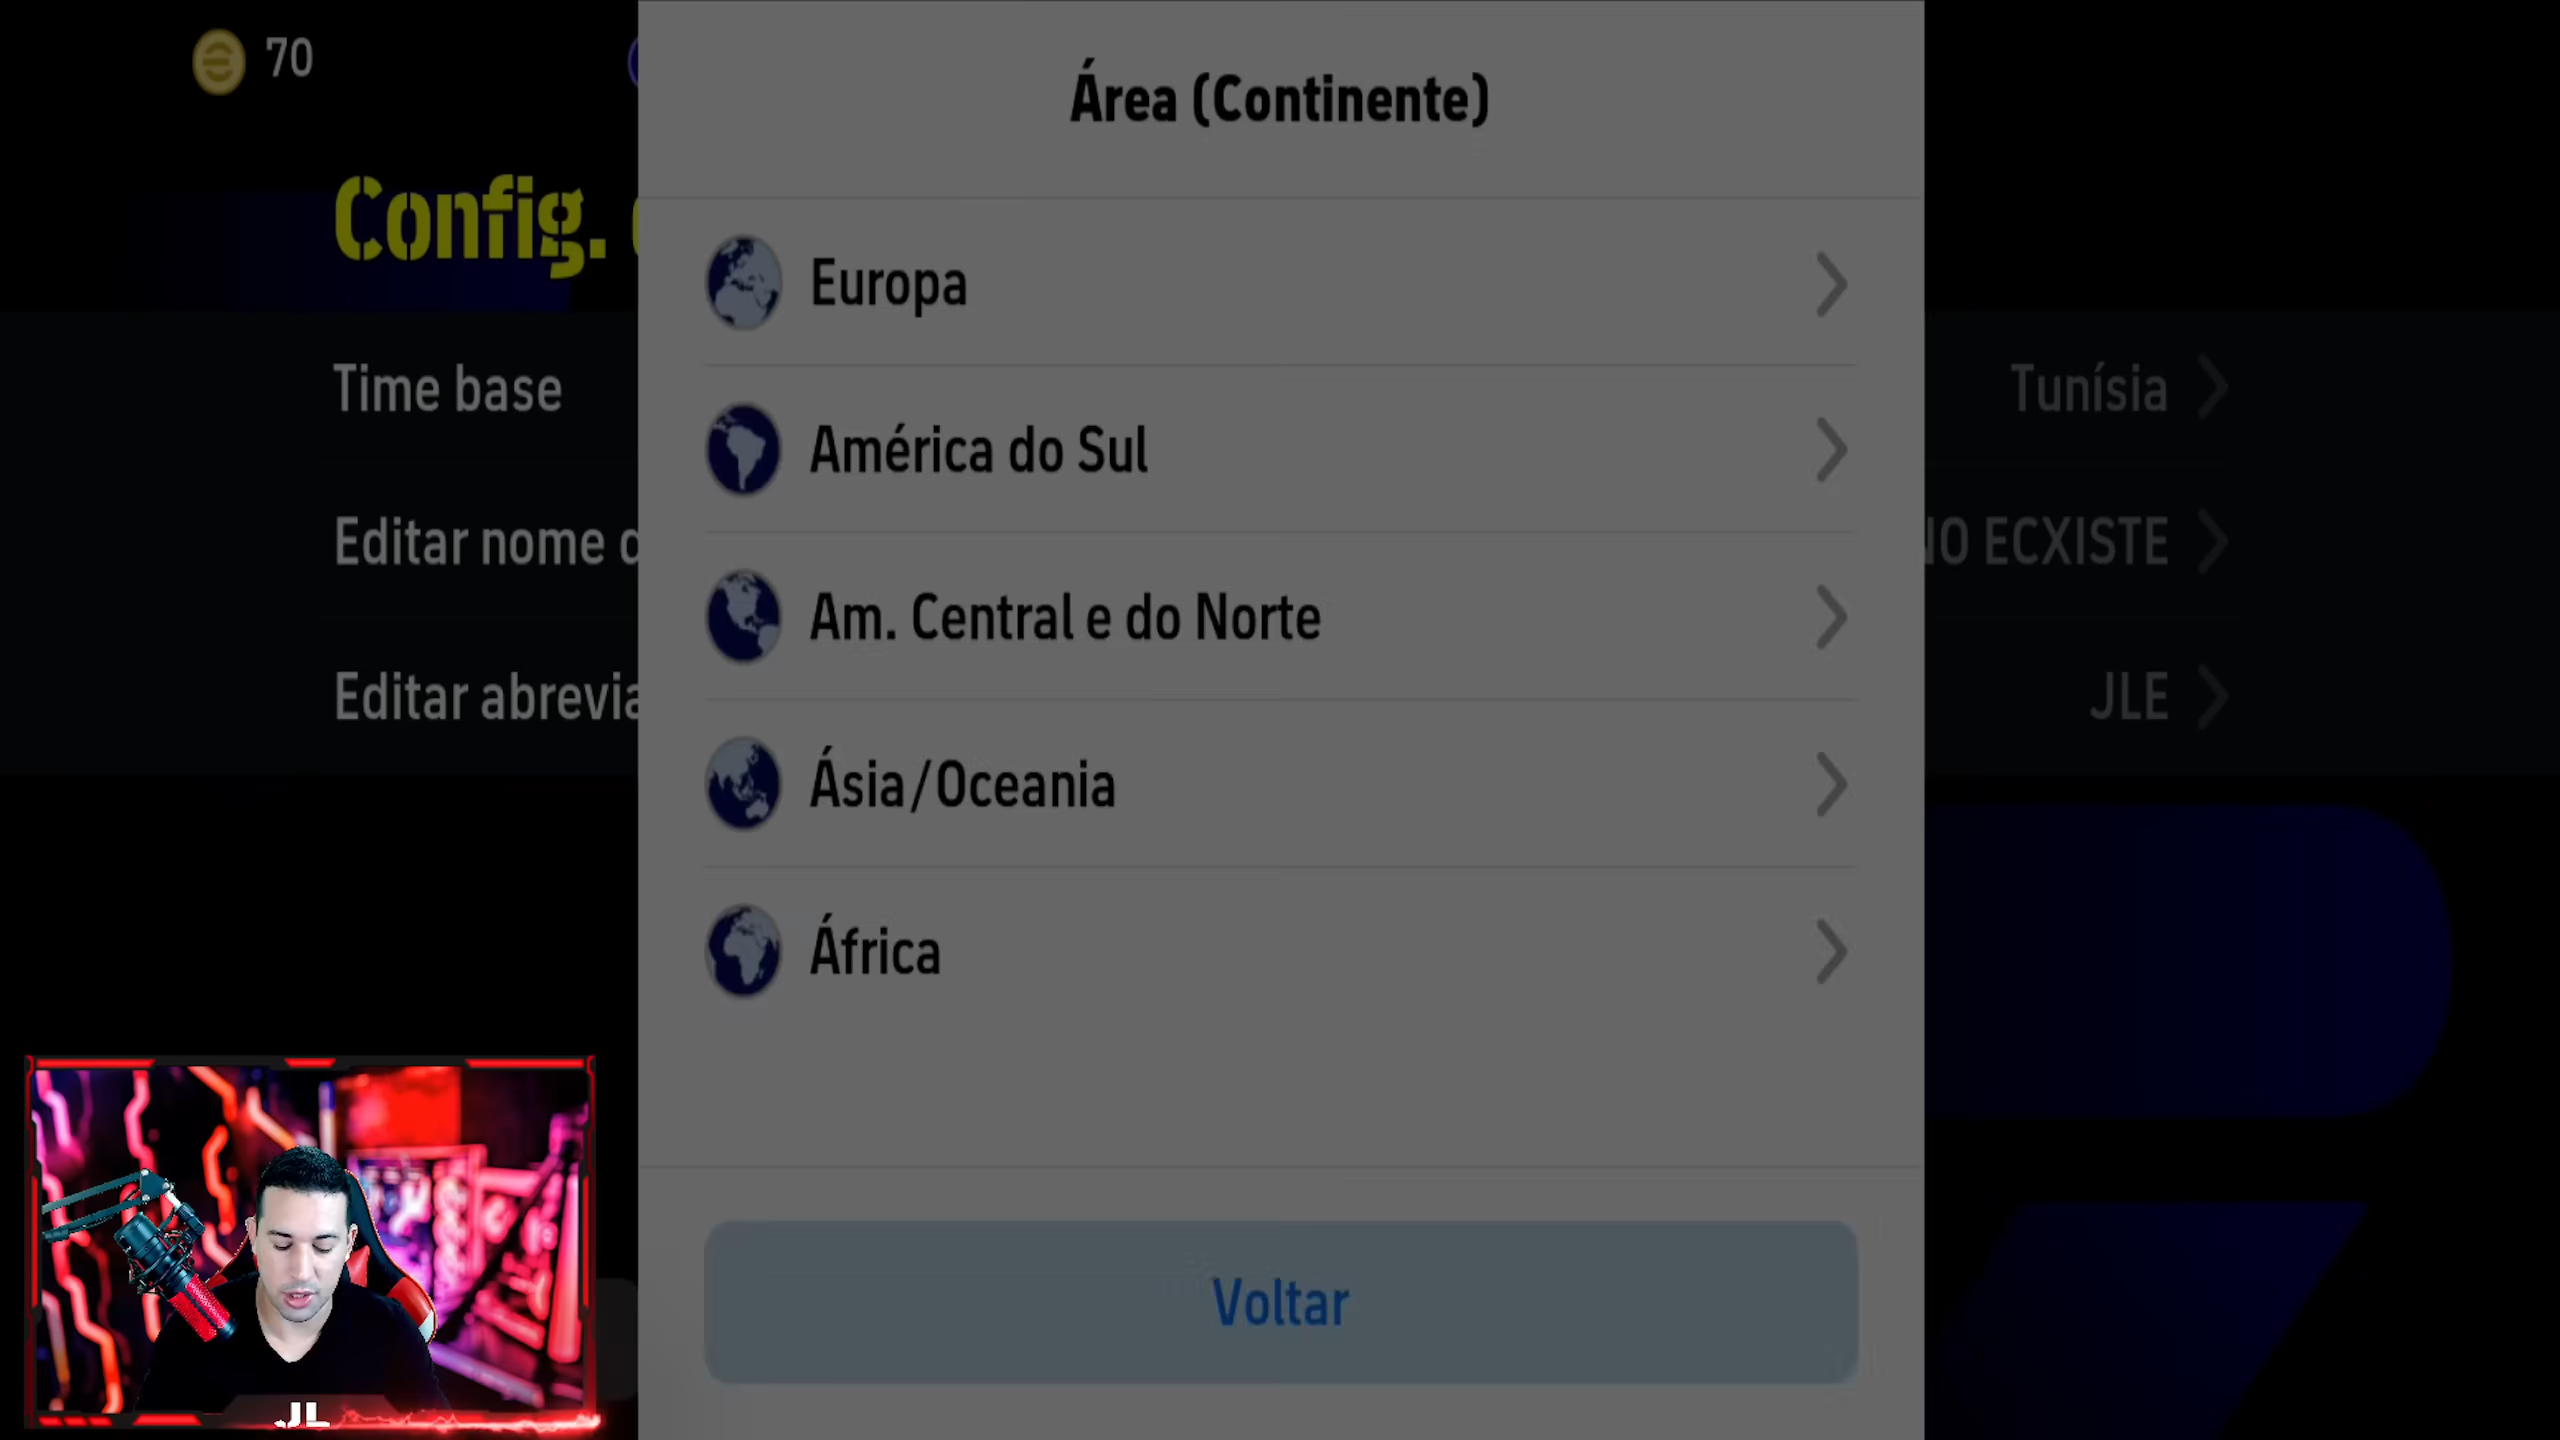 70
Config.
Área (Continente)
Europa
América do Sul
Am. Central e do Norte
Ásia/Oceania
África
Voltar
Time base
Tunísia
Editar nome
ECXISTE
Editar
JLE
JL